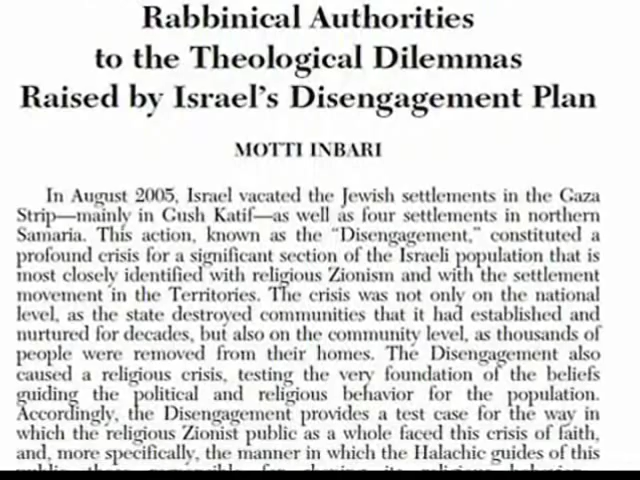 Rabbinical Authorities
to the Theological Dilemmas
Raised by Israel's Disengagement Plan
MOTTI INBARI
In August 2005, Israel vacated the Jewish settlements in the Gaza
Strip—mainly in Gush Katif—as well as four settlements in northern
Samaria. This action, known as the "Disengagement," constituted a
profound crisis for a significant section of the Israeli population that is
most closely identified with religious Zionism and with the settlement
movement in the Territories. The crisis was not only on the national
level, as the state destroyed communities that it had established and
nurtured for decades, but also on the community level, as thousands of
people were removed from their homes. The Disengagement also
caused a religious crisis, testing the very foundation of the beliefs
guiding the political and religious behavior for the population.
Accordingly, the Disengagement provides a test case for the way in
which the religious Zionist public as a whole faced this crisis of faith,
and, more specifically, the manner in which the Halachic guides of this